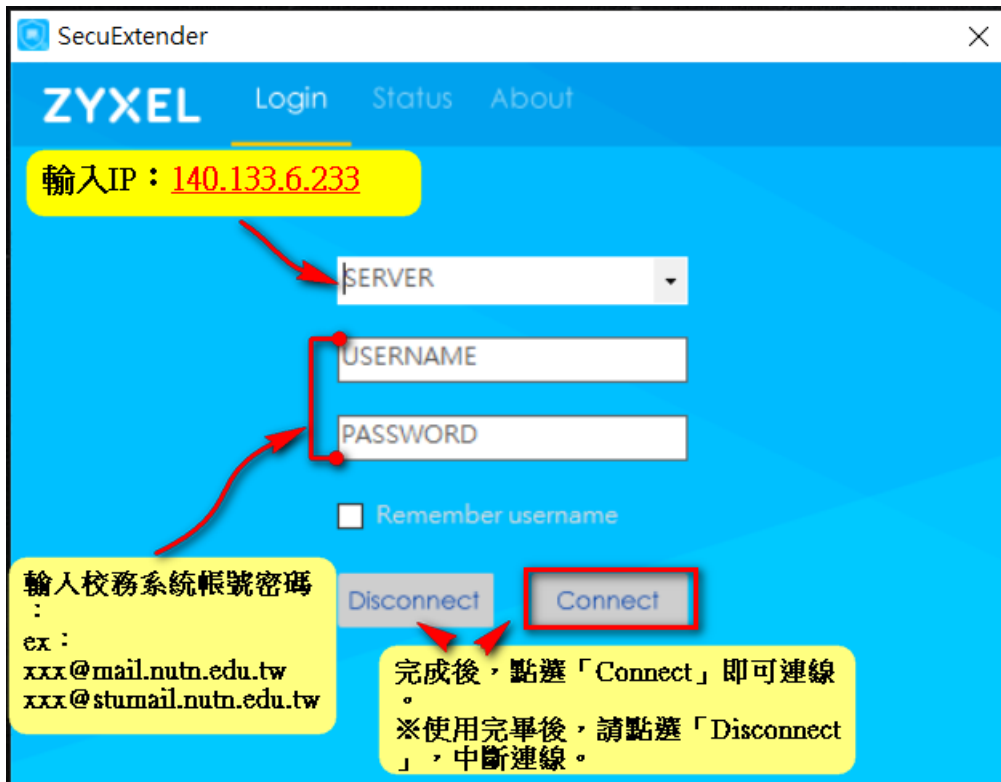 SecuExtender
ZYXEL Login Status About
輸入IP：140.133.6.233
SERVER
USERNAME
PASSWORD
Remember username
輸入校務系統帳號密碼
：
ex：
xxx@mail.nutn.edu.tw
xxx@stumail.nutn.edu.tw
Disconnect Connect
完成後，點選「Connect」即可連線
。
※使用完畢後，請點選「Disconnect
」，中斷連線。